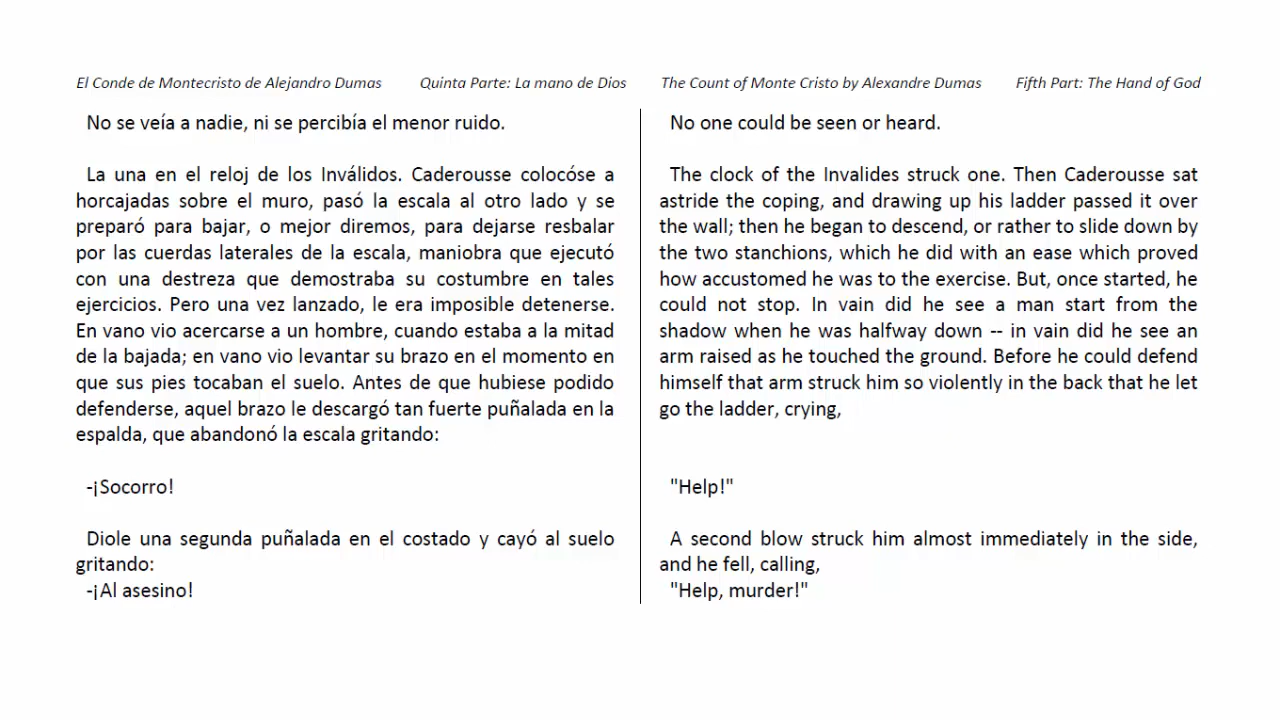 El Conde de Montecristo de Alejandro Dumas Quinta Parte: La mano de Dios
No se veía a nadie, ni se percibía el menor ruido.
La una en el reloj de los Inválidos. Caderousse colocóse a
horcajadas sobre el muro, pasó la escala al otro lado y se
preparó para bajar, o mejor diremos, para dejarse resbalar
por las cuerdas laterales de la escala, maniobra que ejecutó
con una destreza que demostraba su costumbre en tales
ejercicios. Pero una vez lanzado, le era imposible detenerse.
En vano vio acercarse a un hombre, cuando estaba a la mitad
de la bajada; en vano vio levantar su brazo en el momento en
que sus pies tocaban el suelo. Antes de que hubiese podido
defenderse, aquel brazo le descargó tan fuerte puñalada en la
espalda, que abandonó la escala gritando:
-¡Socorro!
Diole una segunda puñalada en el costado y cayó al suelo
gritando:
-¡Al asesino!
The Count of Monte Cristo by Alexandre Dumas Fifth Part: The Hand of God
No one could be seen or heard.
The clock of the Invalides struck one. Then Caderousse sat
astride the coping, and drawing up his ladder passed it over
the wall; then he began to descend, or rather to slide down by
the two stanchions, which he did with an ease which proved
how accustomed he was to the exercise. But, once started, he
could not stop. In vain did he see a man start from the
shadow when he was halfway down -- in vain did he see an
arm raised as he touched the ground. Before he could defend
himself that arm struck him so violently in the back that he let
go the ladder, crying,
"Help!"
A second blow struck him almost immediately in the side,
and he fell, calling,
"Help, murder!"